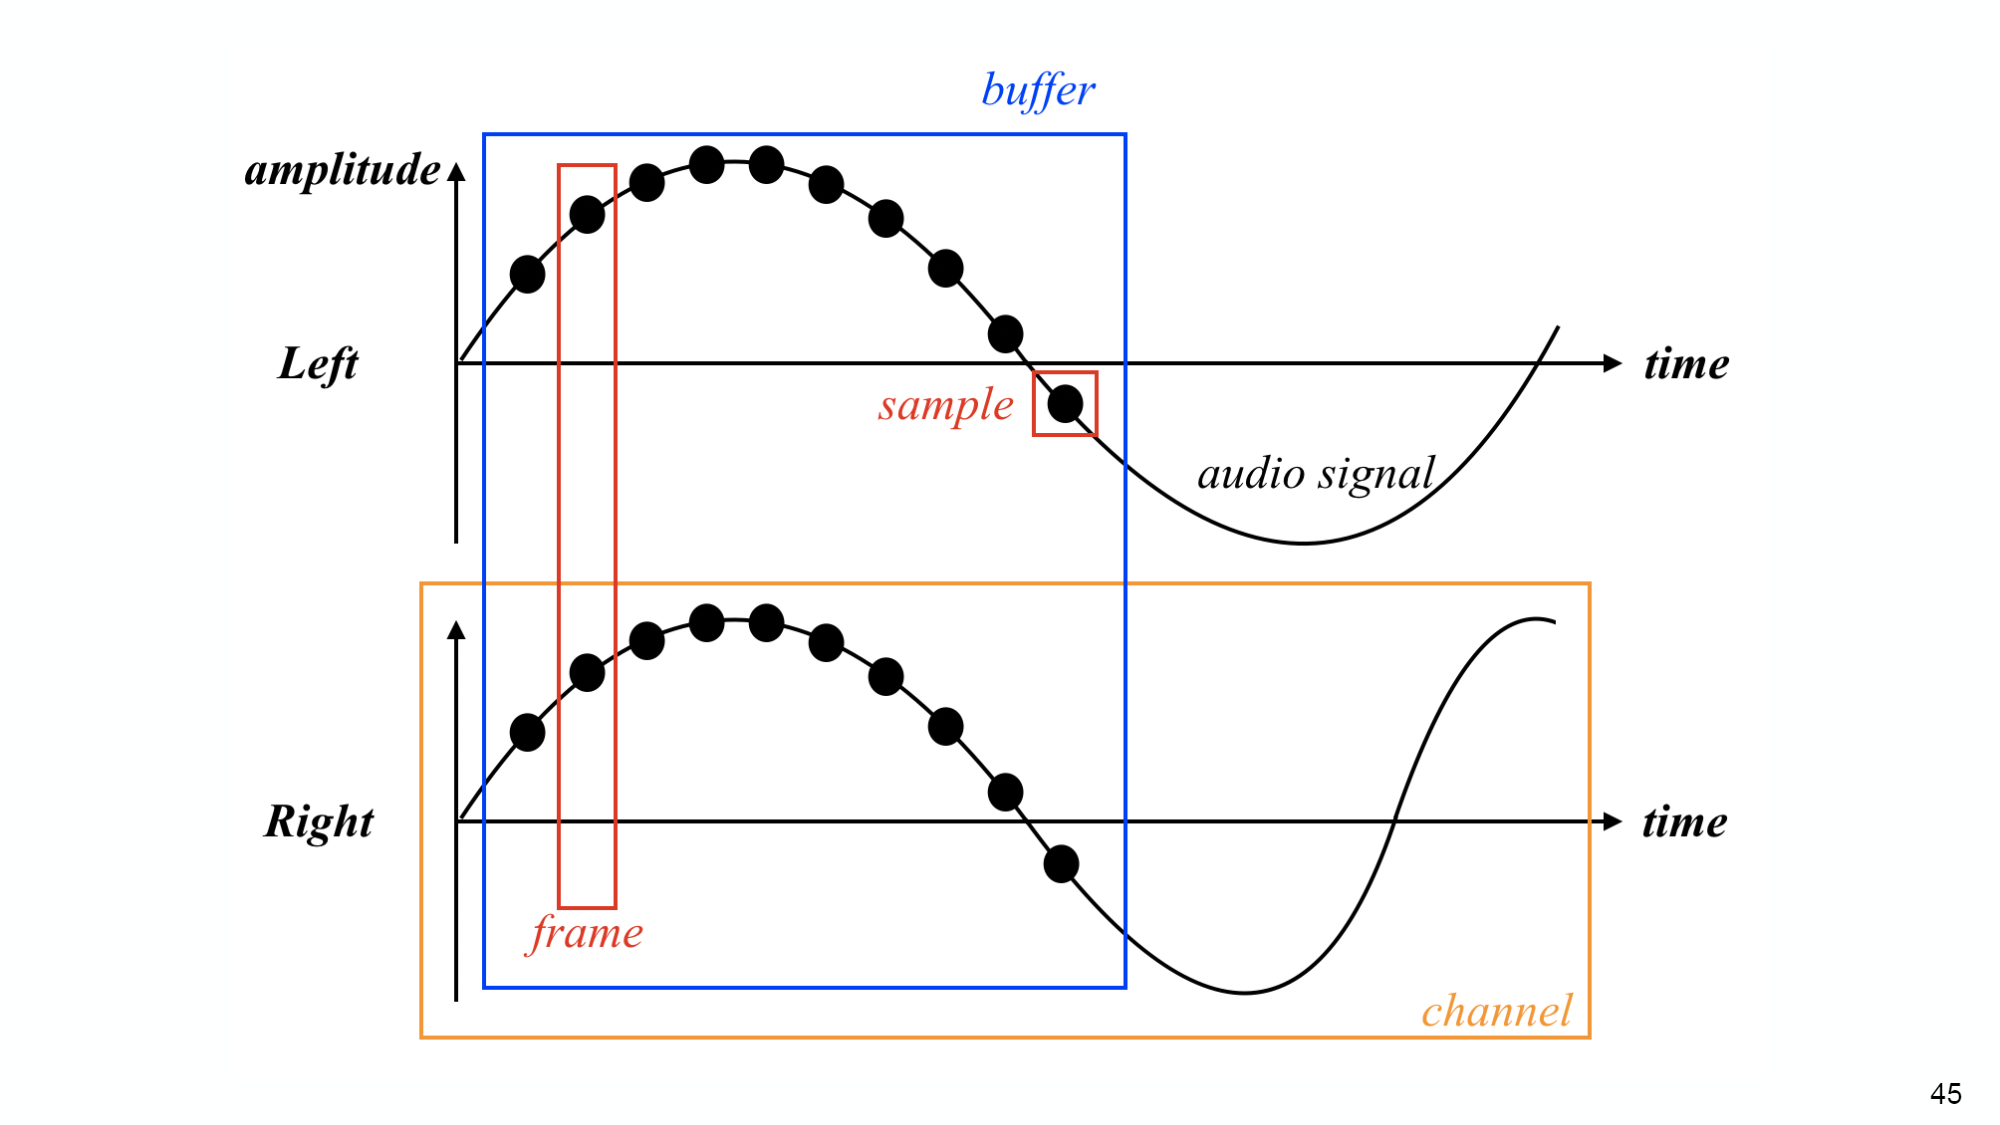 buffer
amplitude
Left
time
sample
audio signal
Right
time
frame
channel
45